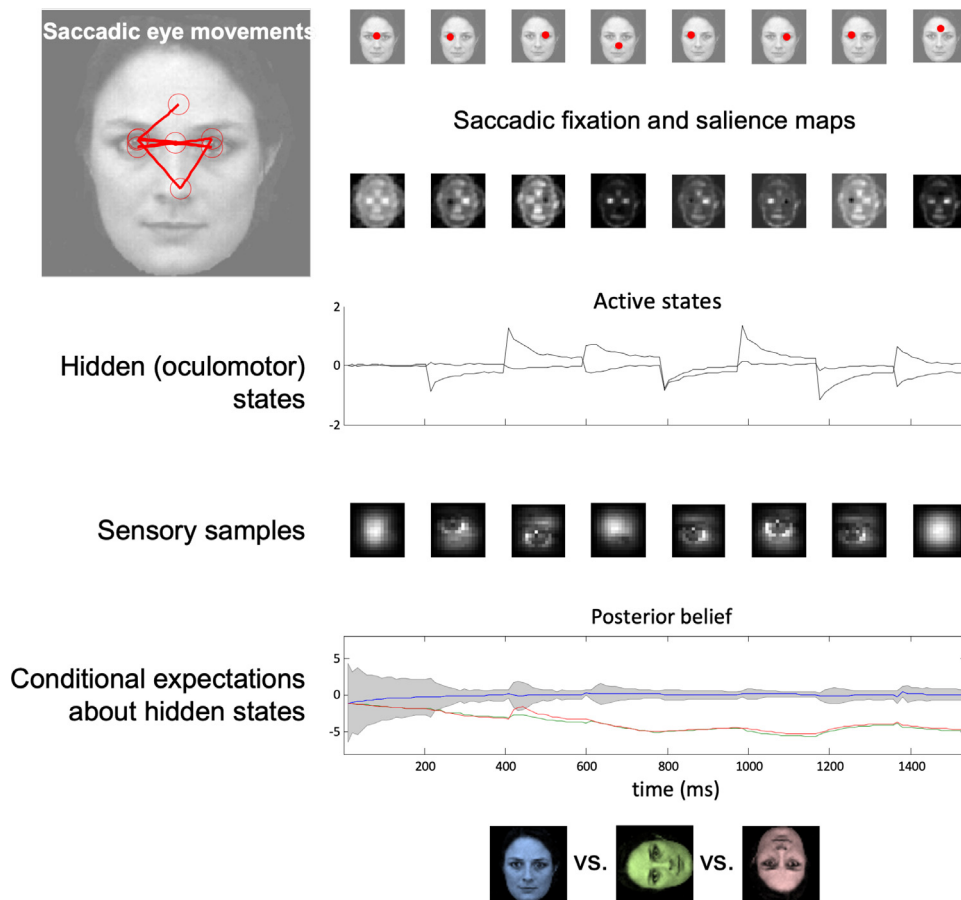 Saccadic eye movements
Saccadic fixation and salience maps
Active states
2
0
-2
Hidden (oculomotor)
states
Sensory samples
Posterior belief
5
0
-5
Conditional expectations
about hidden states
200 400 600 800 1000 1200 1400
time (ms)
vs. vs.